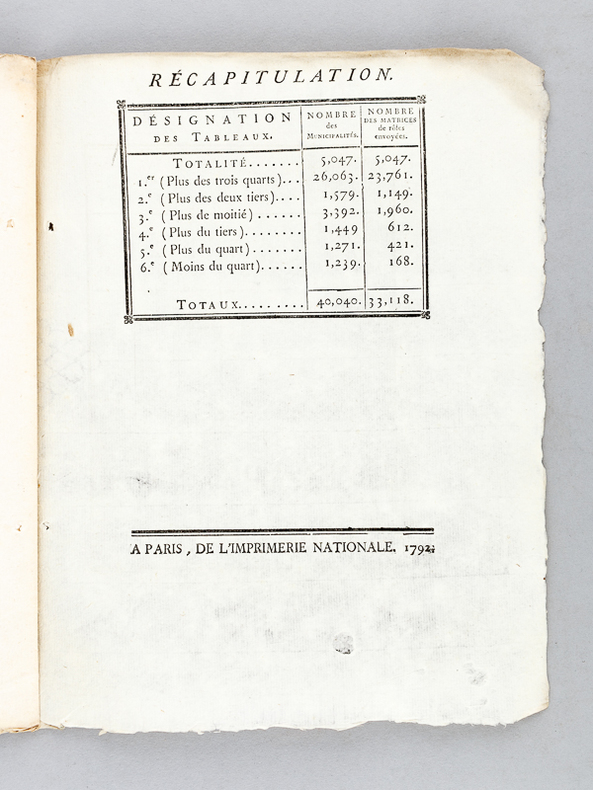 RÉCAPITULATION.
DÉSIGNATION DES TABLEAUX. NOMBRE des MUNICIPALITÉS. NOMBRE DES MATRICES de rôles envoyées.
TOTALITÉ....... 5,047. 5,047.
1.er (Plus des trois quarts)... 26,063. 23,761.
2.e (Plus des deux tiers).... 1,579. 1,149.
3.e (Plus de moitié) ...... 3,392. 1,960.
4.e (Plus du tiers)........ 1,449 612.
5.e (Plus du quart)....... 1,271. 421.
6.e (Moins du quart)...... 1,239. 168.
TOTAUX......... 40,040. 33,118.
A PARIS, DE L'IMPRIMERIE NATIONALE. 1792.